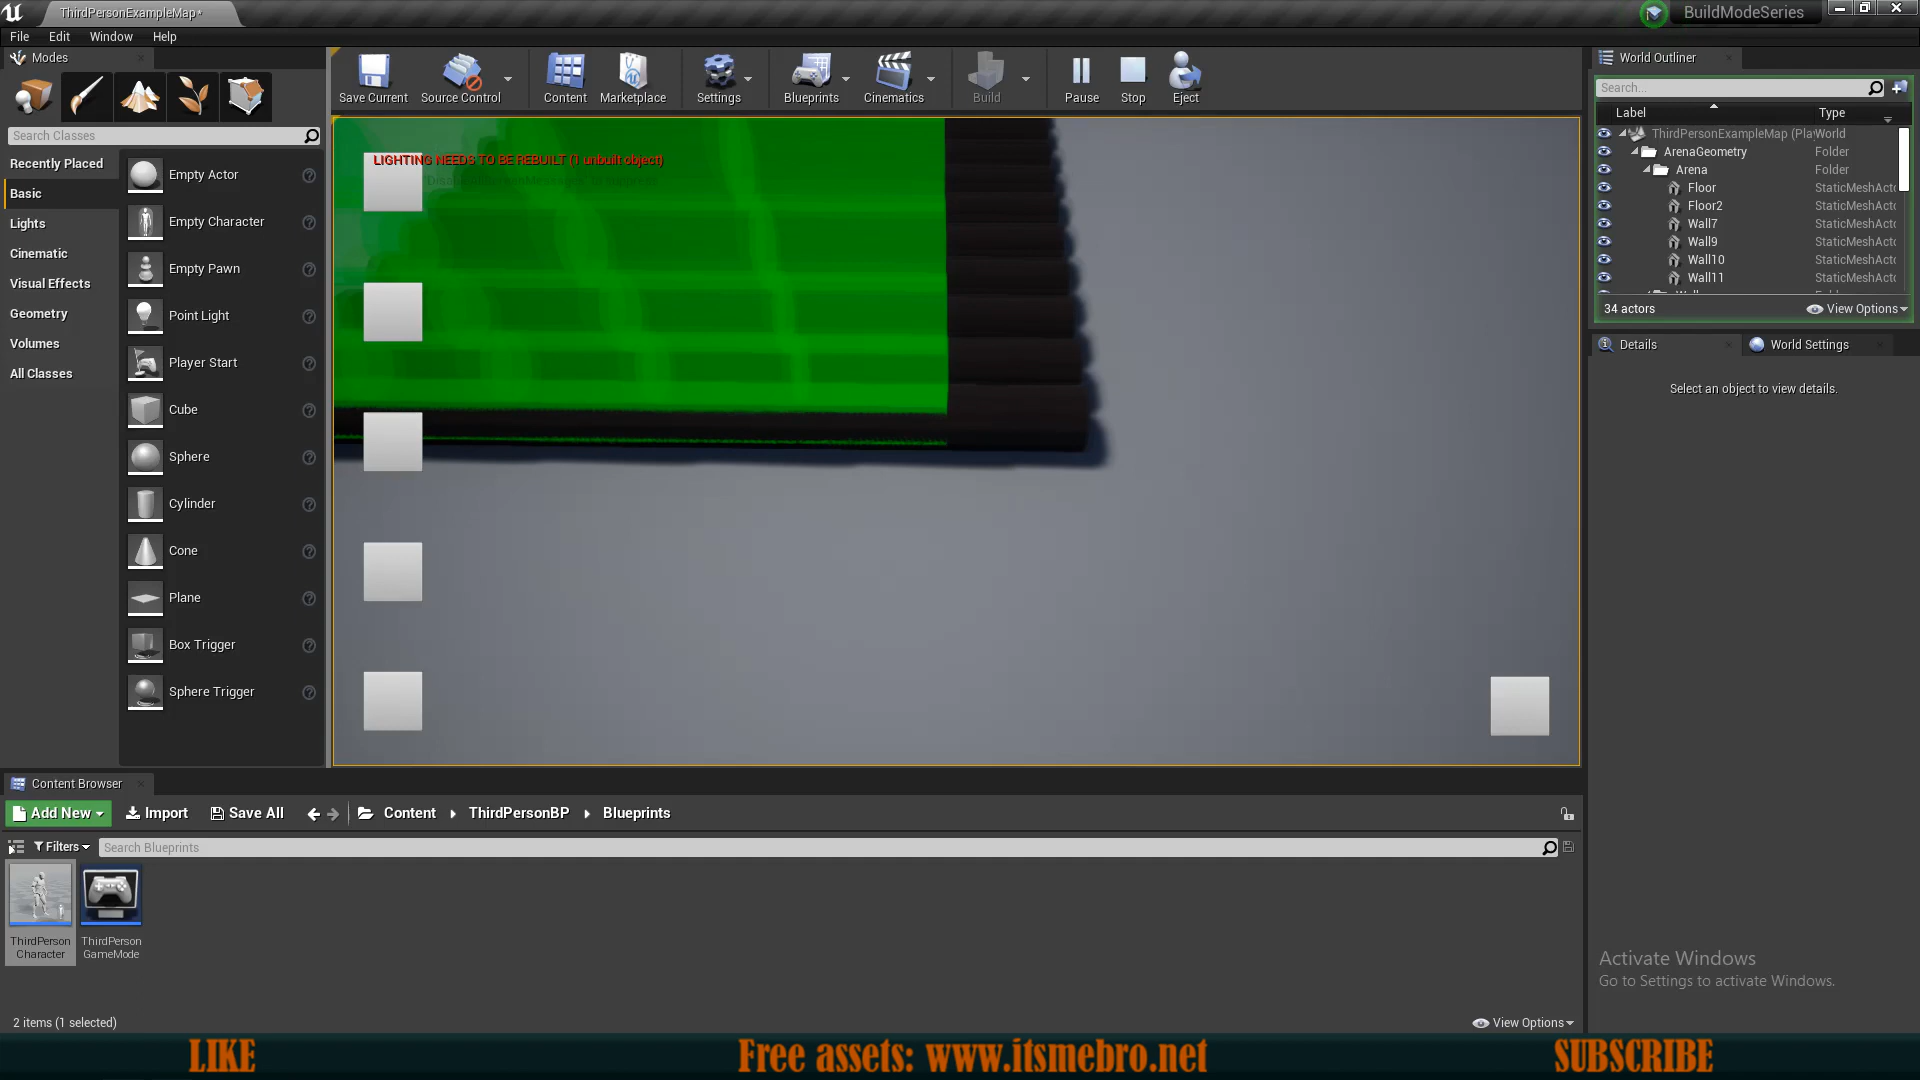 ThirdPersonExampleMap*
BuildModeSeries
File Edit Window Help
Modes
World Outliner
Save Current
Source Control
Content
Marketplace
Settings
Blueprints
Cinematics
Build
Pause
Stop
Eject
Search Classes
Search...
Label
Type
Recently Placed
Basic
Lights
Cinematic
Visual Effects
Geometry
Volumes
All Classes
Empty Actor
Empty Character
Empty Pawn
Point Light
Player Start
Cube
Sphere
Cylinder
Cone
Plane
Box Trigger
Sphere Trigger
LIGHTING NEEDS TO BE REBUILT (1 unbuilt object)
ThirdPersonExampleMap (Play World
ArenaGeometry Folder
Arena Folder
Floor StaticMeshActo
Floor2 StaticMeshActo
Wall7 StaticMeshActo
Wall9 StaticMeshActo
Wall10 StaticMeshActo
Wall11 StaticMeshActo
34 actors
View Options
Details
World Settings
Select an object to view details.
Content Browser
Add New
Import
Save All
Content
ThirdPersonBP
Blueprints
Filters
Search Blueprints
ThirdPerson
Character
ThirdPerson
GameMode
2 items (1 selected)
View Options
Activate Windows
Go to Settings to activate Windows.
LIKE
Free assets: www.itsmebro.net
SUBSCRIBE